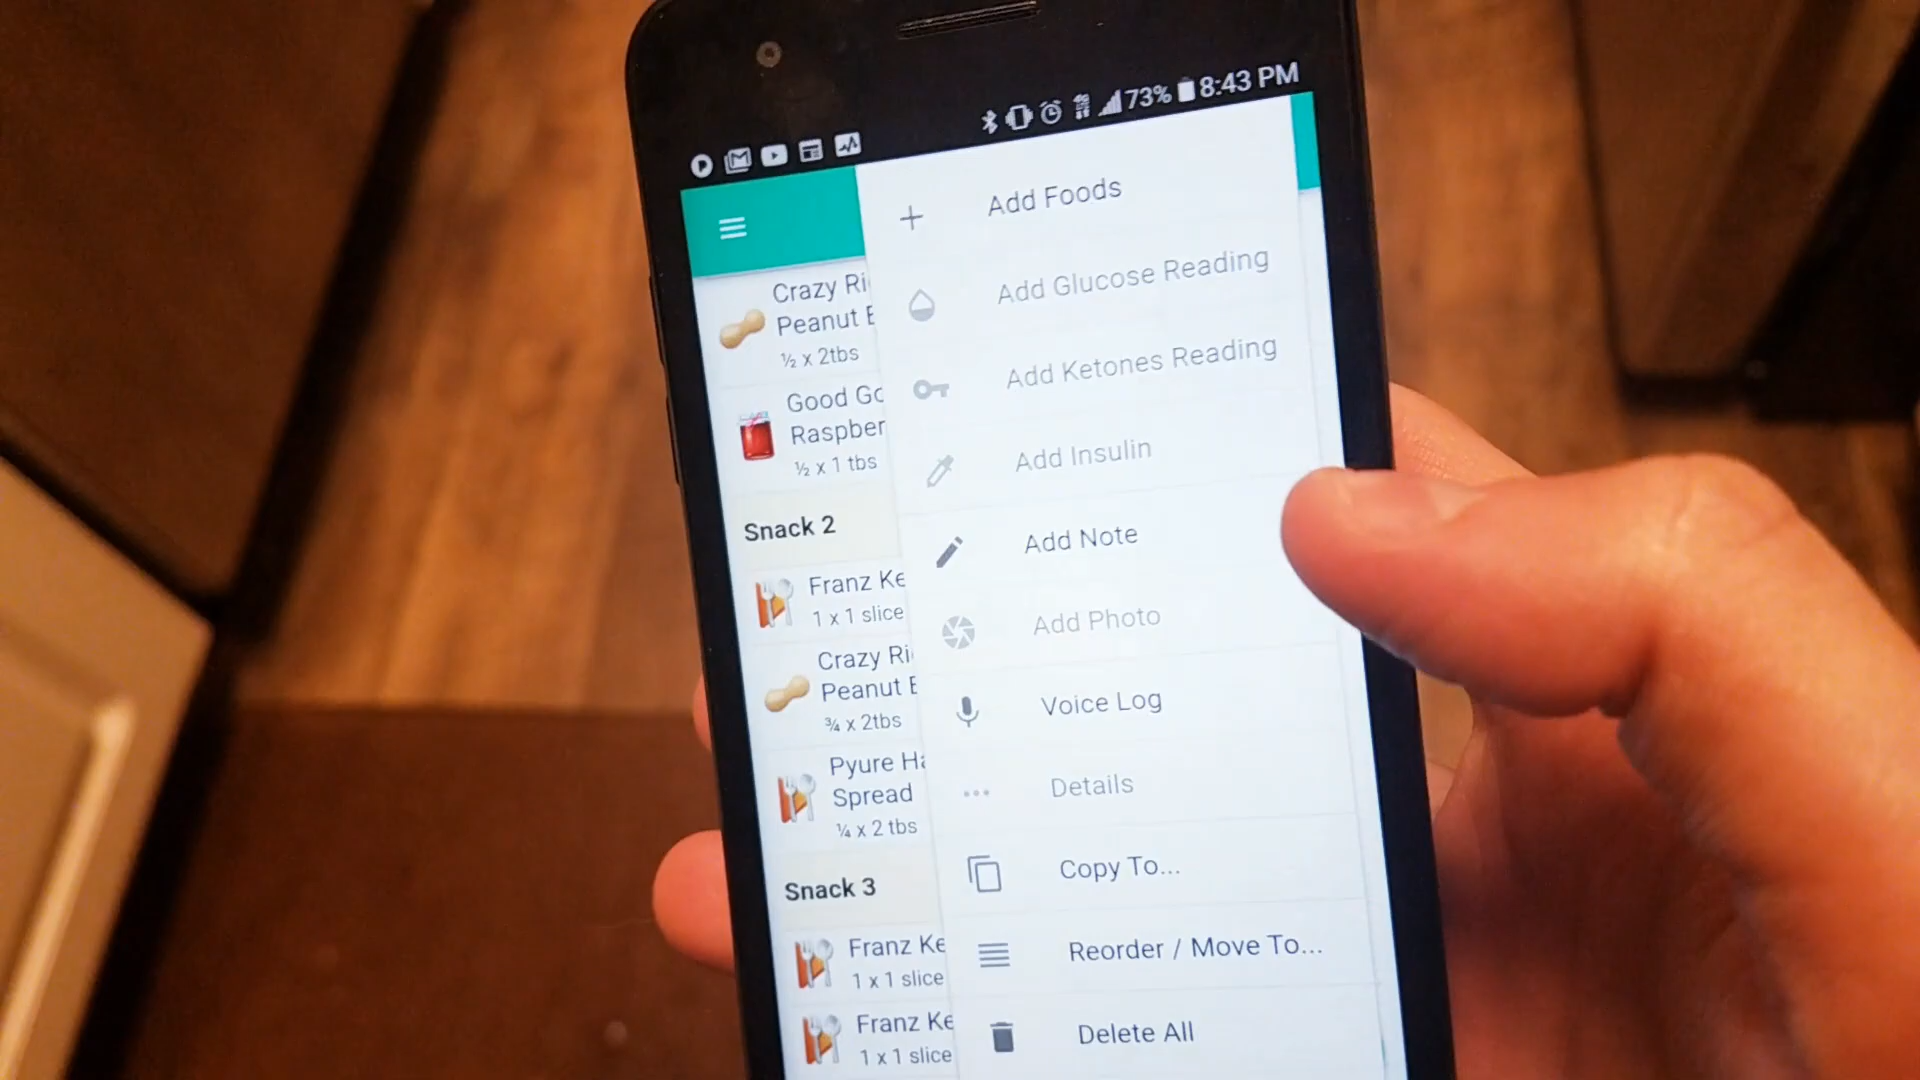 73% 8:43 PM
Crazy Ri
Peanut
½ x 2tbs
Good Go
Raspber
½ x 1 tbs
Snack 2
Franz Ke
1 x 1 slice
Crazy Ri
Peanut
¾ x 2tbs
Pyure Ha
Spread
¼ x 2 tbs
Snack 3
Franz Ke
1 x 1 slice
Franz Ke
1 x 1 slice
Add Foods
Add Glucose Reading
Add Ketones Reading
Add Insulin
Add Note
Add Photo
Voice Log
Details
Copy To...
Reorder / Move To...
Delete All